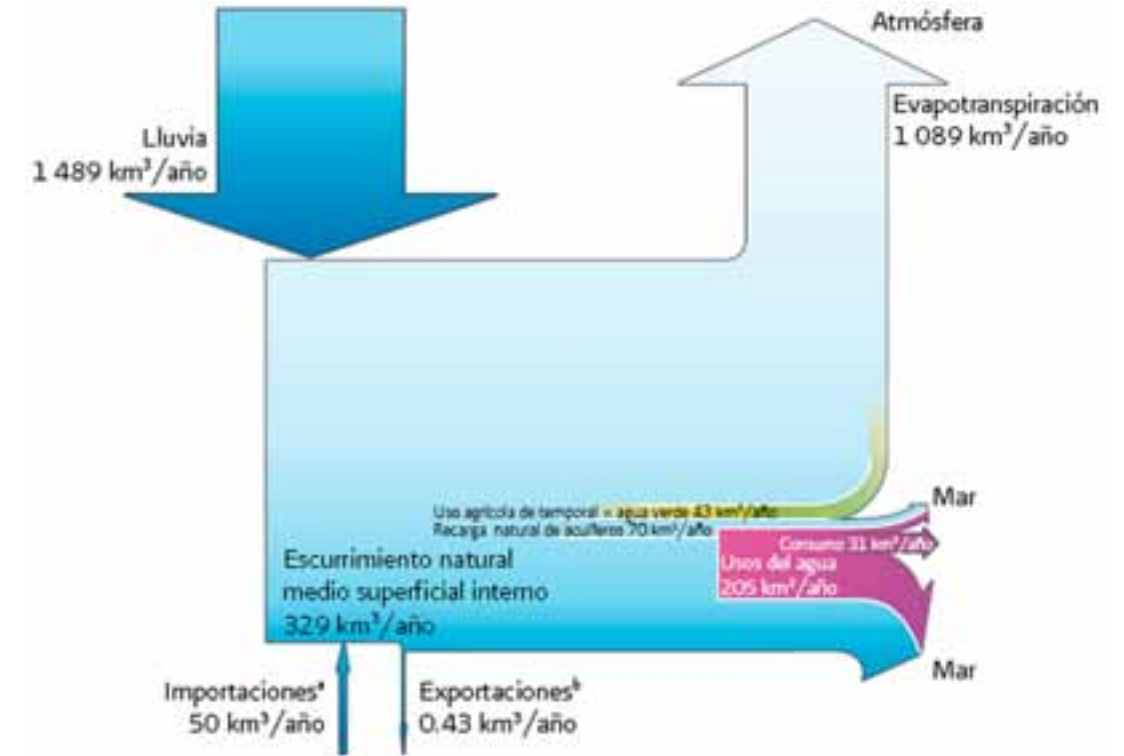 Atmósfera
Evapotranspiración
1 089 km³/año
Lluvia
1 489 km³/año
Uso agrícola de temporal = agua verde 43 km³/año
Recarga natural de acuíferos 70 km³/año
Mar
Consumo 31 km³/año
Usos del agua
205 km³/año
Escurrimiento natural
medio superficial interno
329 km³/año
Mar
Importacionesª
50 km³/año
Exportacionesᵇ
0.43 km³/año